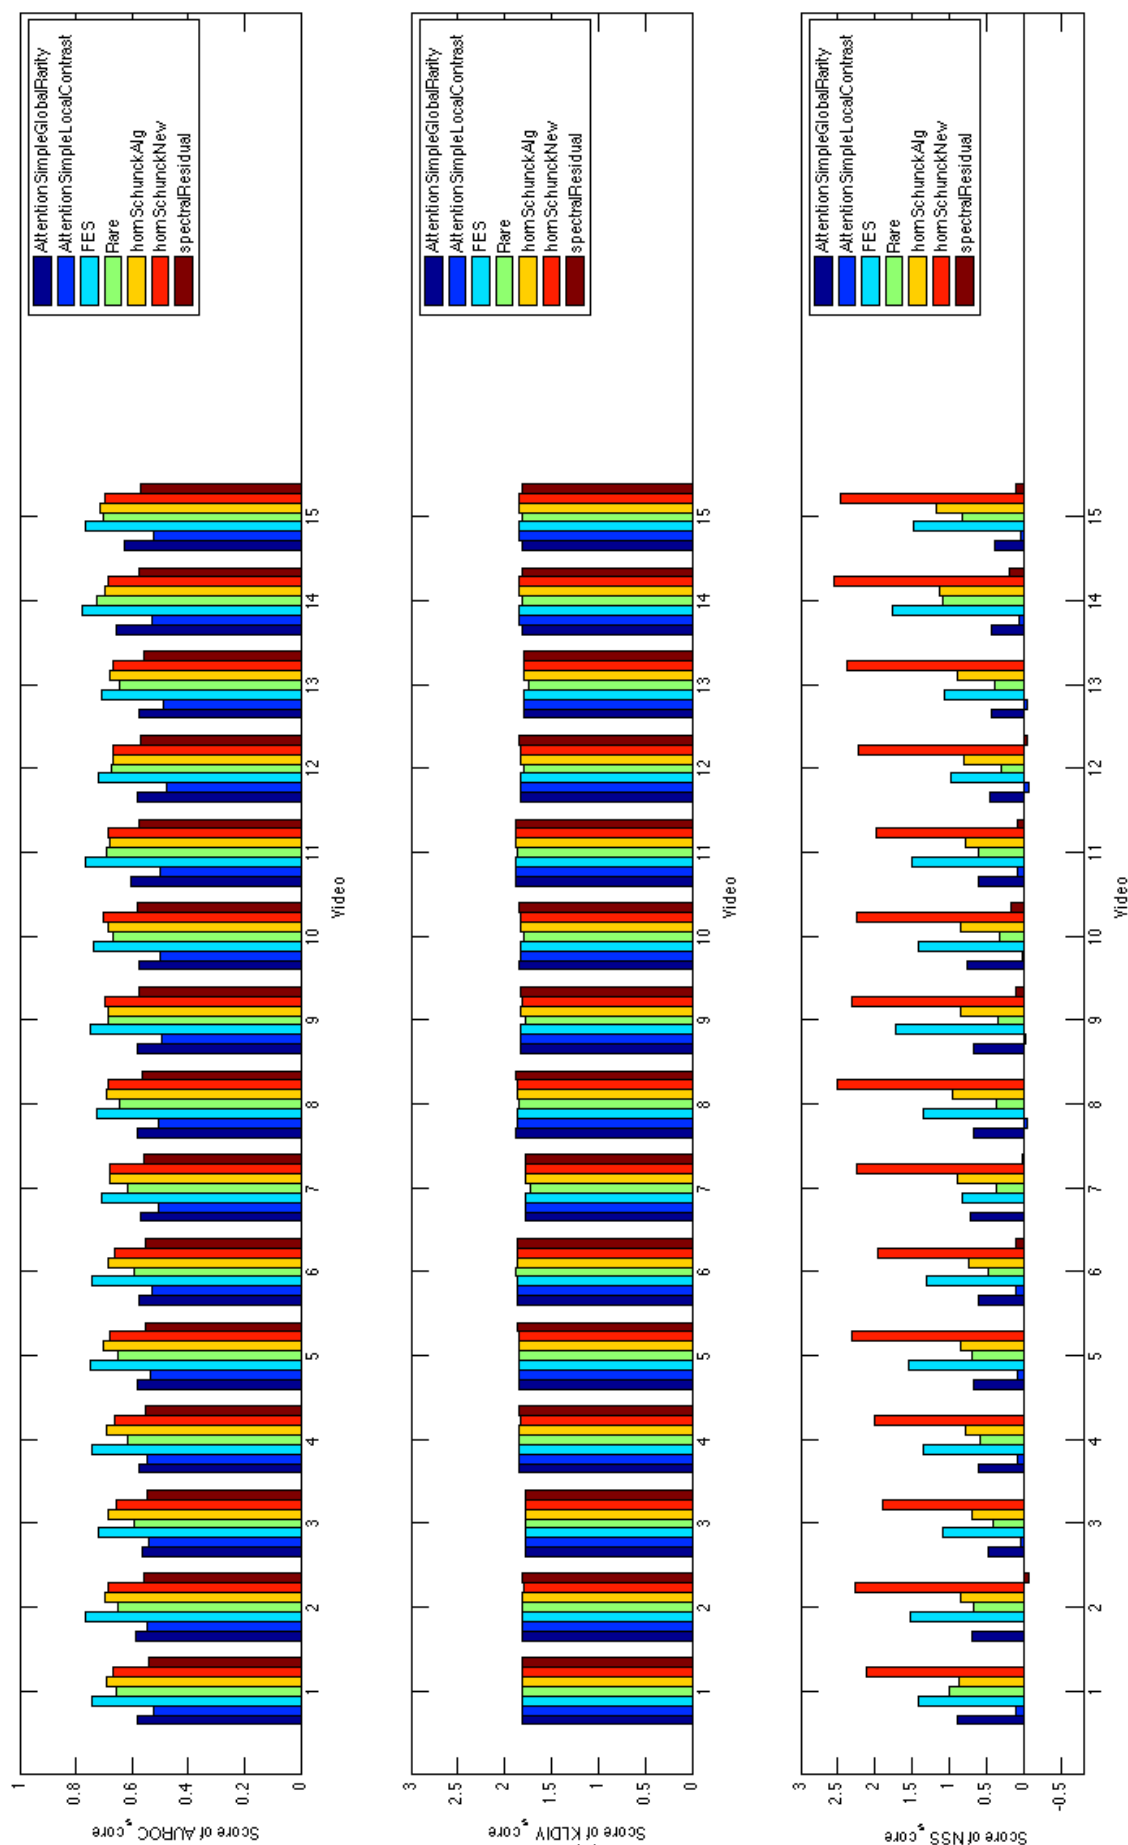 Score of AUROCscore
1
0.8
0.6
0.4
0.2
0
1 2 3 4 5 6 7 8 9 10 11 12 13 14 15
Video
AttentionSimpleGlobalRarity
AttentionSimpleLocalContrast
FES
Rare
hornSchunckAlg
hornSchunckNew
spectralResidual
Score of KLDIVscore
3
2.5
2
1.5
1
0.5
0
1 2 3 4 5 6 7 8 9 10 11 12 13 14 15
Video
AttentionSimpleGlobalRarity
AttentionSimpleLocalContrast
FES
Rare
hornSchunckAlg
hornSchunckNew
spectralResidual
Score of NSSscore
3
2.5
2
1.5
1
0.5
0
-0.5
1 2 3 4 5 6 7 8 9 10 11 12 13 14 15
Video
AttentionSimpleGlobalRarity
AttentionSimpleLocalContrast
FES
Rare
hornSchunckAlg
hornSchunckNew
spectralResidual